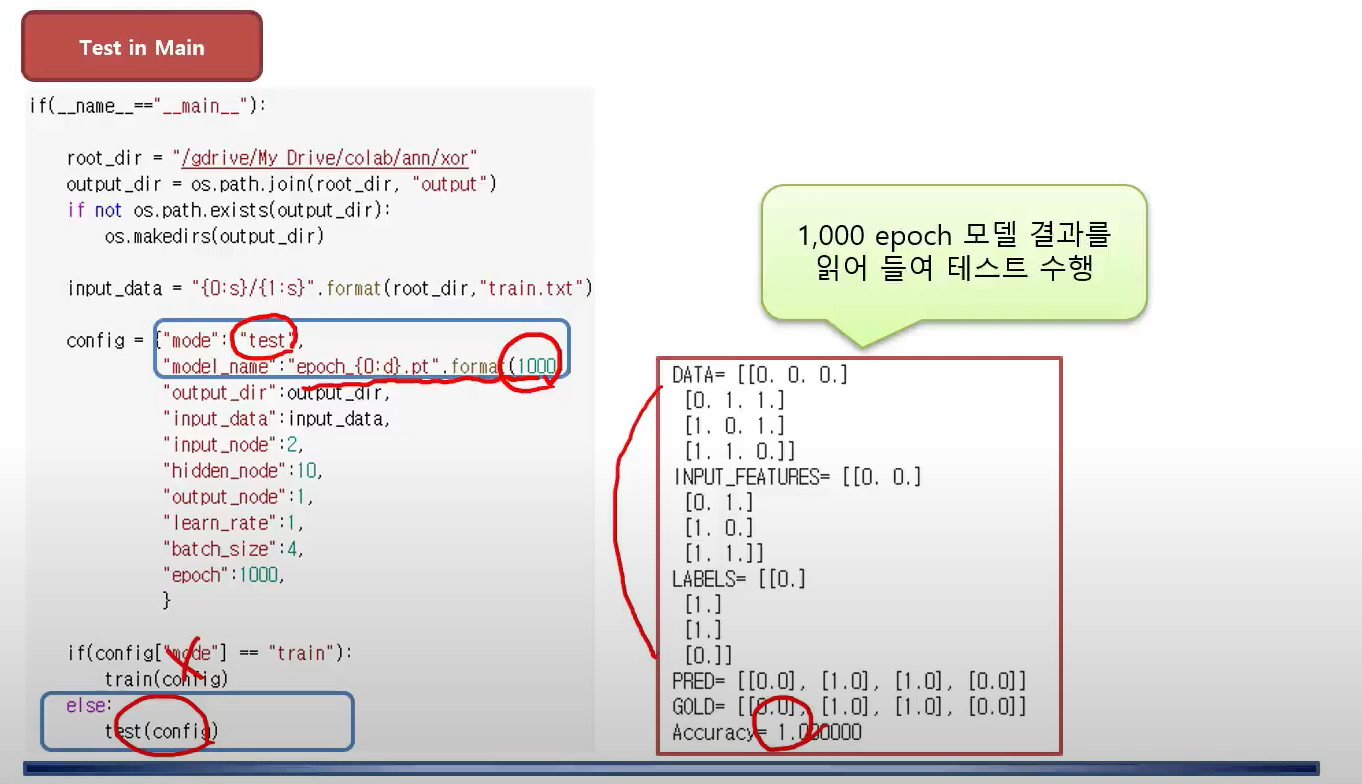 Test in Main
if(__name__=="__main__"):
root_dir = "/gdrive/My Drive/colab/ann/xor"
output_dir = os.path.join(root_dir, "output")
if not os.path.exists(output_dir):
os.makedirs(output_dir)
input_data = "{0:s}/{1:s}".format(root_dir,"train.txt")
config = {"mode": "test",
"model_name":"epoch_{0:d}.pt".format(1000
"output_dir":output_dir,
"input_data":input_data,
"input_node":2,
"hidden_node":10,
"output_node":1,
"learn_rate":1,
"batch_size":4,
"epoch":1000,
}
if(config["mode"] == "train"):
train(config)
else:
test(config)
1,000 epoch 모델 결과를
읽어 들여 테스트 수행
DATA= [[0. 0. 0.]
[0. 1. 1.]
[1. 0. 1.]
[1. 1. 0.]]
INPUT_FEATURES= [[0. 0.]
[0. 1.]
[1. 0.]
[1. 1.]]
LABELS= [[0.]
[1.]
[1.]
[0.]]
PRED= [[0.0], [1.0], [1.0], [0.0]]
GOLD= [[0.0], [1.0], [1.0], [0.0]]
Accuracy= 1.000000